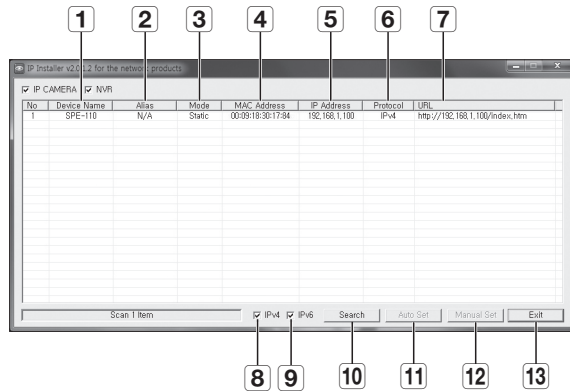 1 2 3 4 5 6 7
IP Installer v2.0.1.2 for the network products
IP CAMERA NVR
No Device Name Alias Mode MAC Address IP Address Protocol URL
1 SPE-110 N/A Static 00:09:18:30:17:84 192,168,1,100 IPv4 http://192,168,1,100/index,htm
Scan 1 Item IPv4 IPv6 Search Auto Set Manual Set Exit
8 9 10 11 12 13